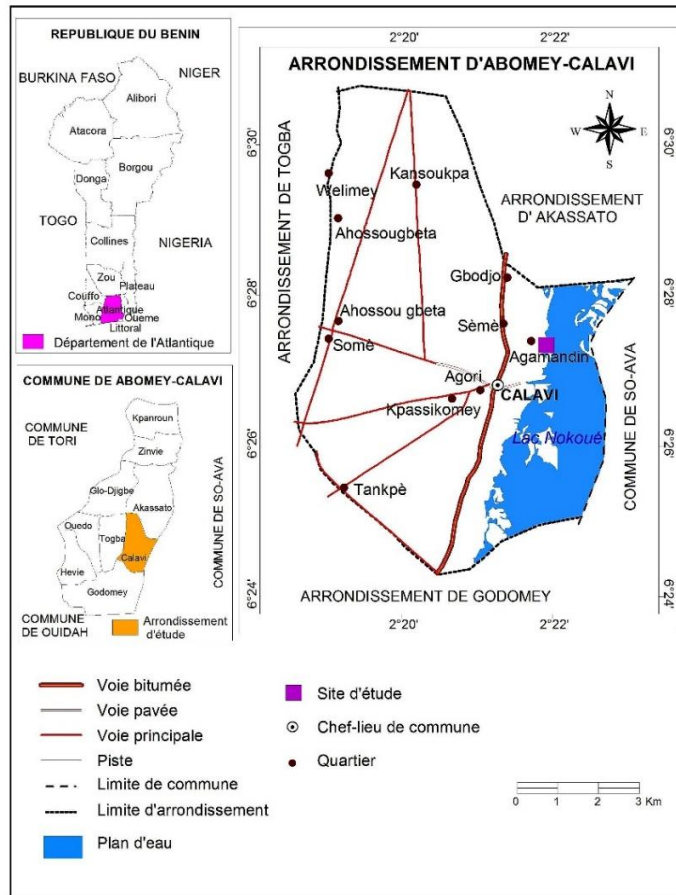 REPUBLIQUE DU BENIN
BURKINA FASO
NIGER
Alibori
Atacora
Borgou
Donga
TOGO
NIGERIA
Collines
Zou
Plateau
Couffo
Atlantique
Mono
Oueme
Littoral
Département de l'Atlantique
COMMUNE DE ABOMEY-CALAVI
Kpanroun
COMMUNE
DE TORI
Zinvie
Glo-Djigbe
Akassato
Ouedo
Togba
Calavi
Hevie
Godomey
COMMUNE DE SO-AVA
COMMUNE
DE OUIDAH
Arrondissement
d'étude
2°20'
2°22'
ARRONDISSEMENT D'ABOMEY-CALAVI
N
W
E
S
6°30'
6°30'
ARRONDISSEMENT DE TOGBA
Welimey
Kansoukpa
ARRONDISSEMENT
D' AKASSATO
Ahossougbeta
Gbodjo
6°28'
6°28'
Ahossou gbeta
Sèmè
Somè
Agamandin
Agori
CALAVI
Kpassikomey
Lac Nokoué
COMMUNE DE SO-AVA
6°26'
6°26'
Tankpè
6°24'
6°24'
ARRONDISSEMENT DE GODOMEY
2°20'
2°22'
Voie bitumée
Voie pavée
Voie principale
Piste
Limite de commune
Limite d'arrondissement
Plan d'eau
Site d'étude
Chef-lieu de commune
Quartier
0 1 2 3 Km